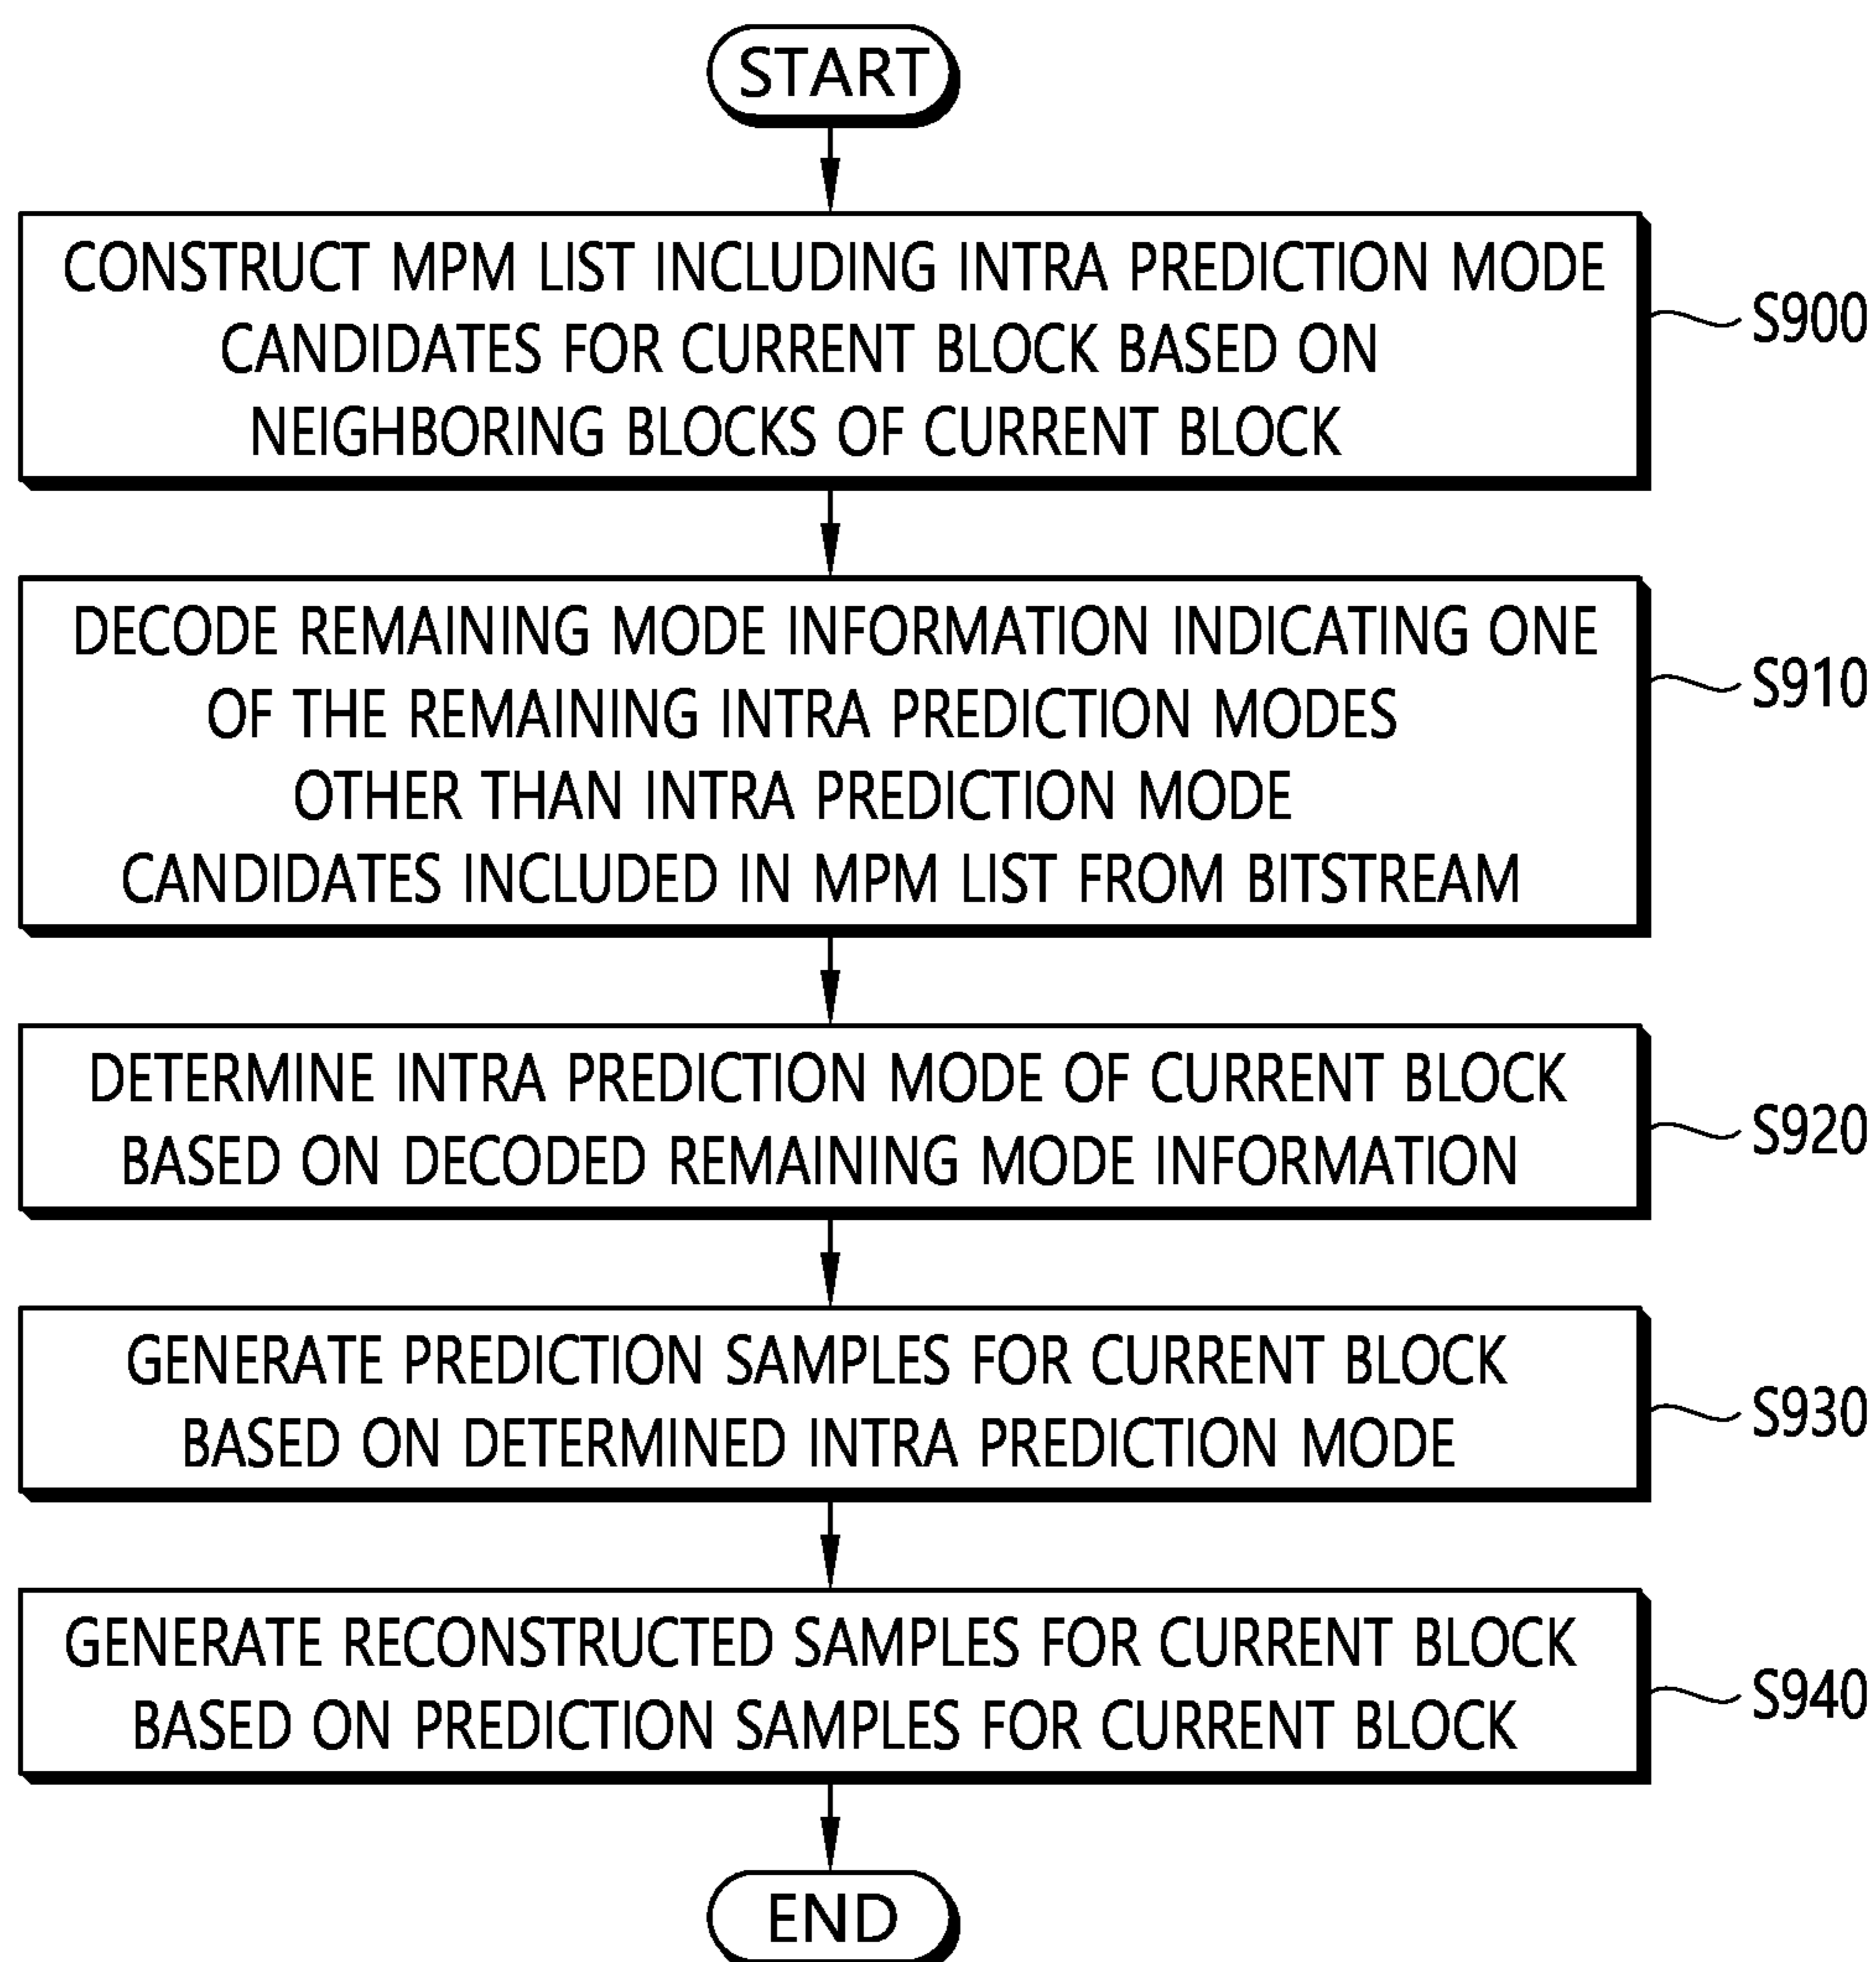 START
CONSTRUCT MPM LIST INCLUDING INTRA PREDICTION MODE
CANDIDATES FOR CURRENT BLOCK BASED ON
NEIGHBORING BLOCKS OF CURRENT BLOCK
S900
DECODE REMAINING MODE INFORMATION INDICATING ONE
OF THE REMAINING INTRA PREDICTION MODES
OTHER THAN INTRA PREDICTION MODE
CANDIDATES INCLUDED IN MPM LIST FROM BITSTREAM
S910
DETERMINE INTRA PREDICTION MODE OF CURRENT BLOCK
BASED ON DECODED REMAINING MODE INFORMATION
S920
GENERATE PREDICTION SAMPLES FOR CURRENT BLOCK
BASED ON DETERMNED INTRA PREDICTION MODE
S930
GENERATE RECONSTRUCTED SAMPLES FOR CURRENT BLOCK
BASED ON PREDICTION SAMPLES FOR CURRENT BLOCK
S940
END